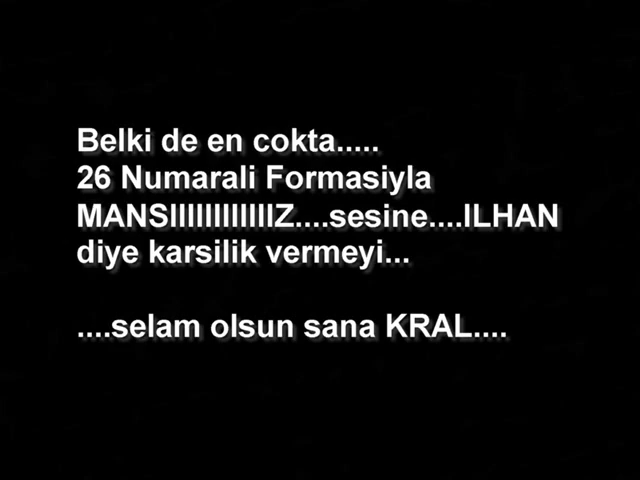 Belki de en cokta.....
26 Numarali Formasiyla
MANSIIIIIIIIIIIIZ....sesine....ILHAN
diye karsilik vermeyi...
....selam olsun sana KRAL....